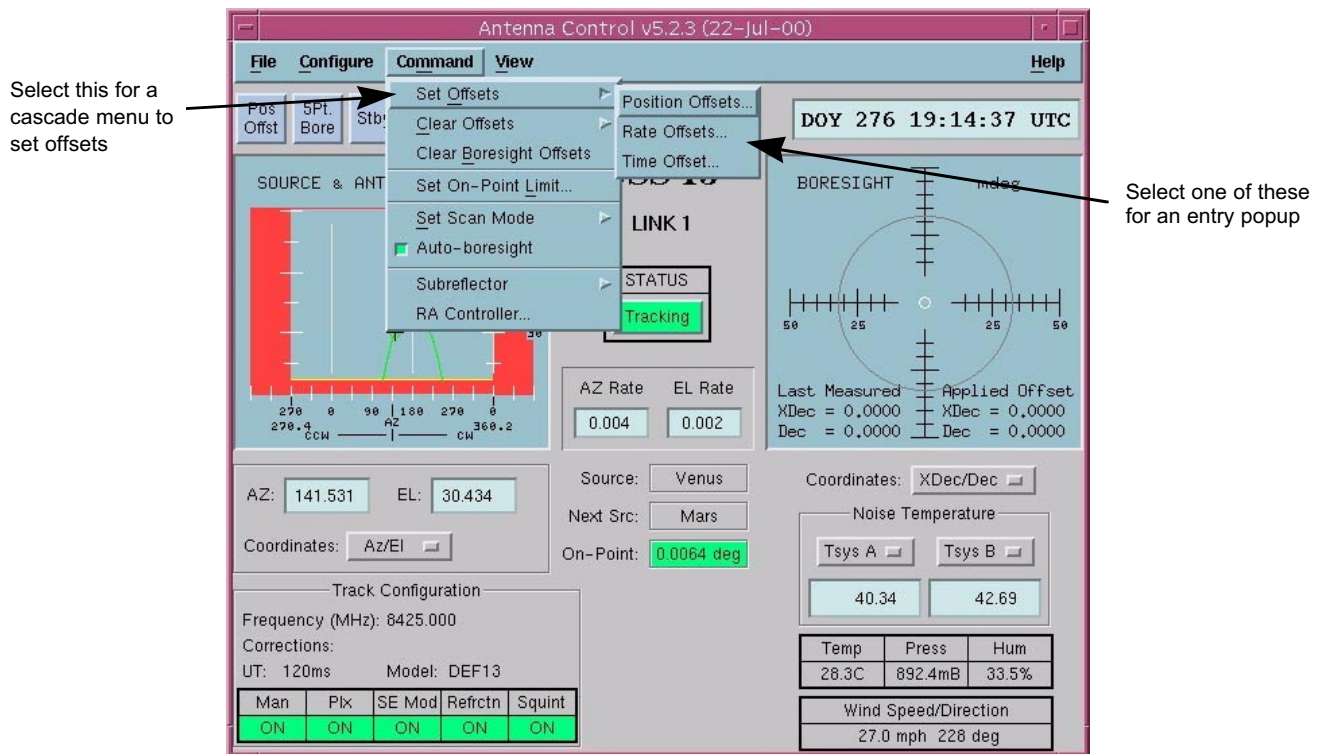 Antenna Control v5.2.3 (22-Jul-00)
File Configure Command View Help
Select this for a
cascade menu to
set offsets
Pos
Offst
5Pt.
Bore
Set Offsets
Clear Offsets
Clear Boresight Offsets
Set On-Point Limit...
Set Scan Mode
Auto-boresight
Subreflector
RA Controller...
Position Offsets...
Rate Offsets...
Time Offset...
DOY 276 19:14:37 UTC
Select one of these
for an entry popup
SOURCE &
LINK 1
STATUS
Tracking
270 0 90 180 270 0
270.4 AZ 360.2
CCW CW
AZ Rate EL Rate
0.004 0.002
BORESIGHT mdeg
50 25 25 50
Last Measured Applied Offset
XDec = 0.0000 XDec = 0.0000
Dec = 0.0000 Dec = 0.0000
AZ: 141.531 EL: 30.434
Coordinates: Az/El
Source: Venus
Next Src: Mars
On-Point: 0.0064 deg
Coordinates: XDec/Dec
Noise Temperature
Tsys A Tsys B
40.34 42.69
Track Configuration
Frequency (MHz): 8425.000
Corrections:
UT: 120ms Model: DEF13
Man Plx SE Mod Refrctn Squint
ON ON ON ON ON
Temp Press Hum
28.3C 892.4mB 33.5%
Wind Speed/Direction
27.0 mph 228 deg